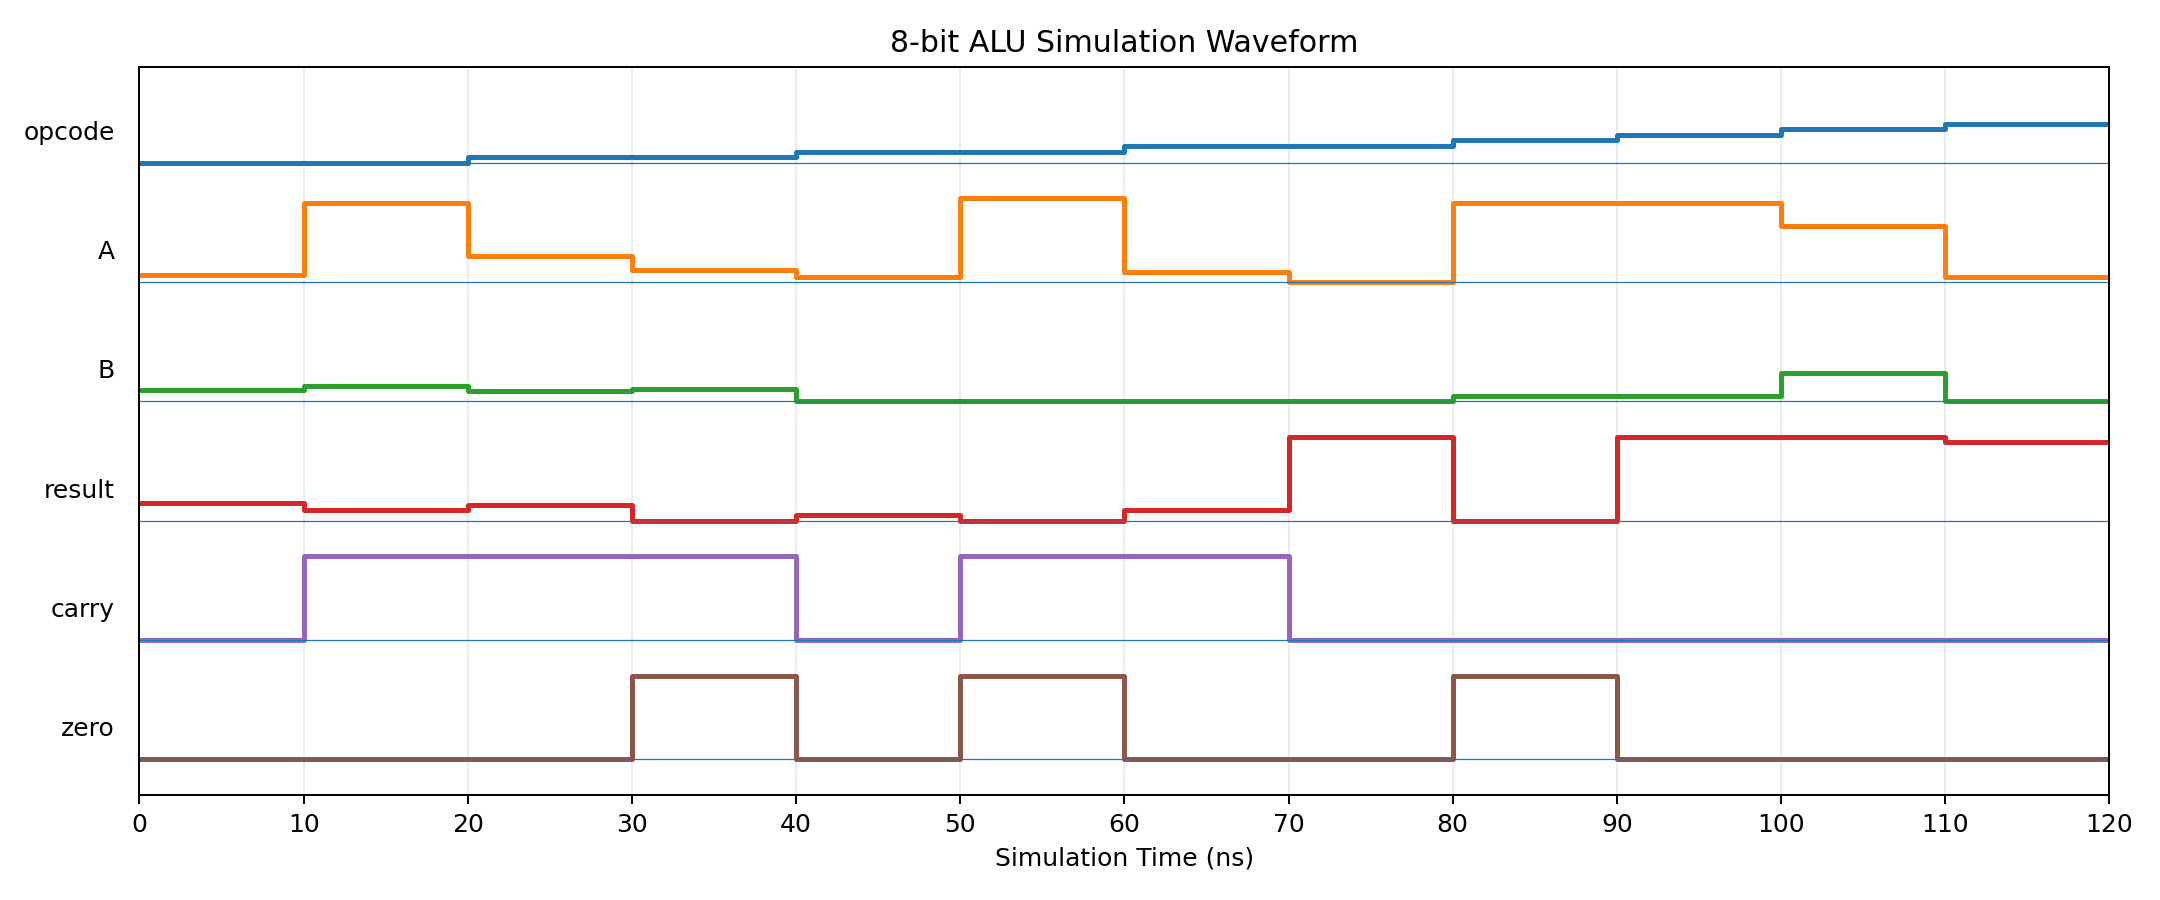 8-bit ALU Simulation Waveform
opcode
A
B
result
carry
zero
0 10 20 30 40 50 60 70 80 90 100 110 120
Simulation Time (ns)